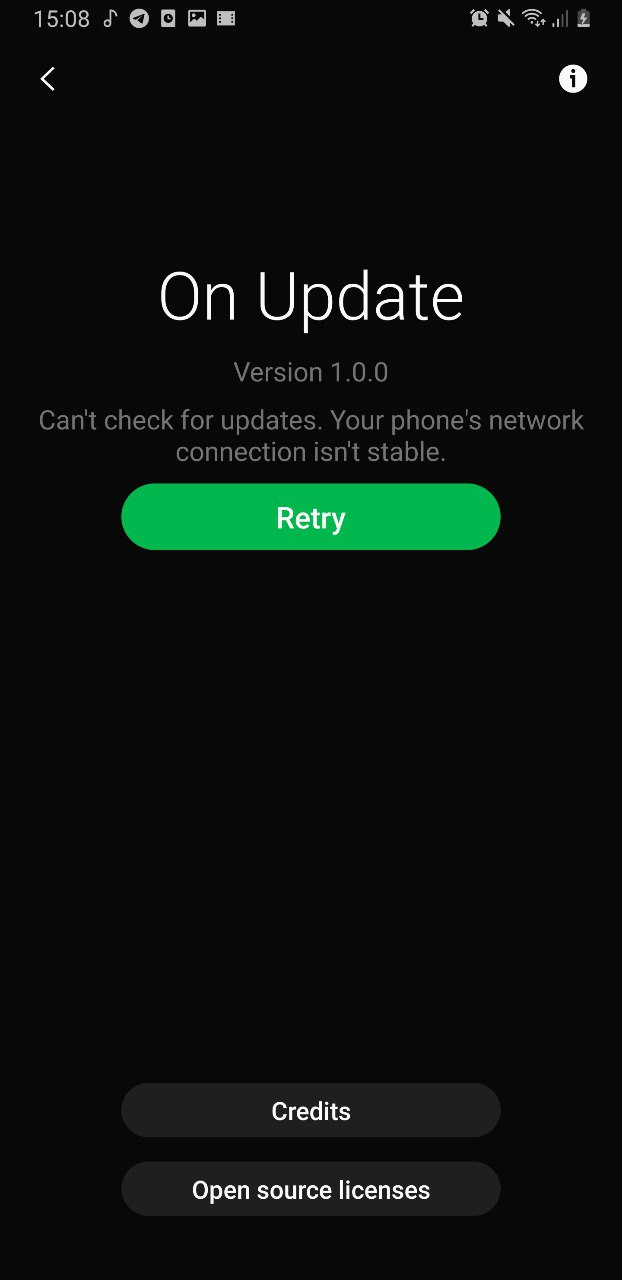 15:08
On Update
Version 1.0.0
Can't check for updates. Your phone's network
connection isn't stable.
Retry
Credits
Open source licenses